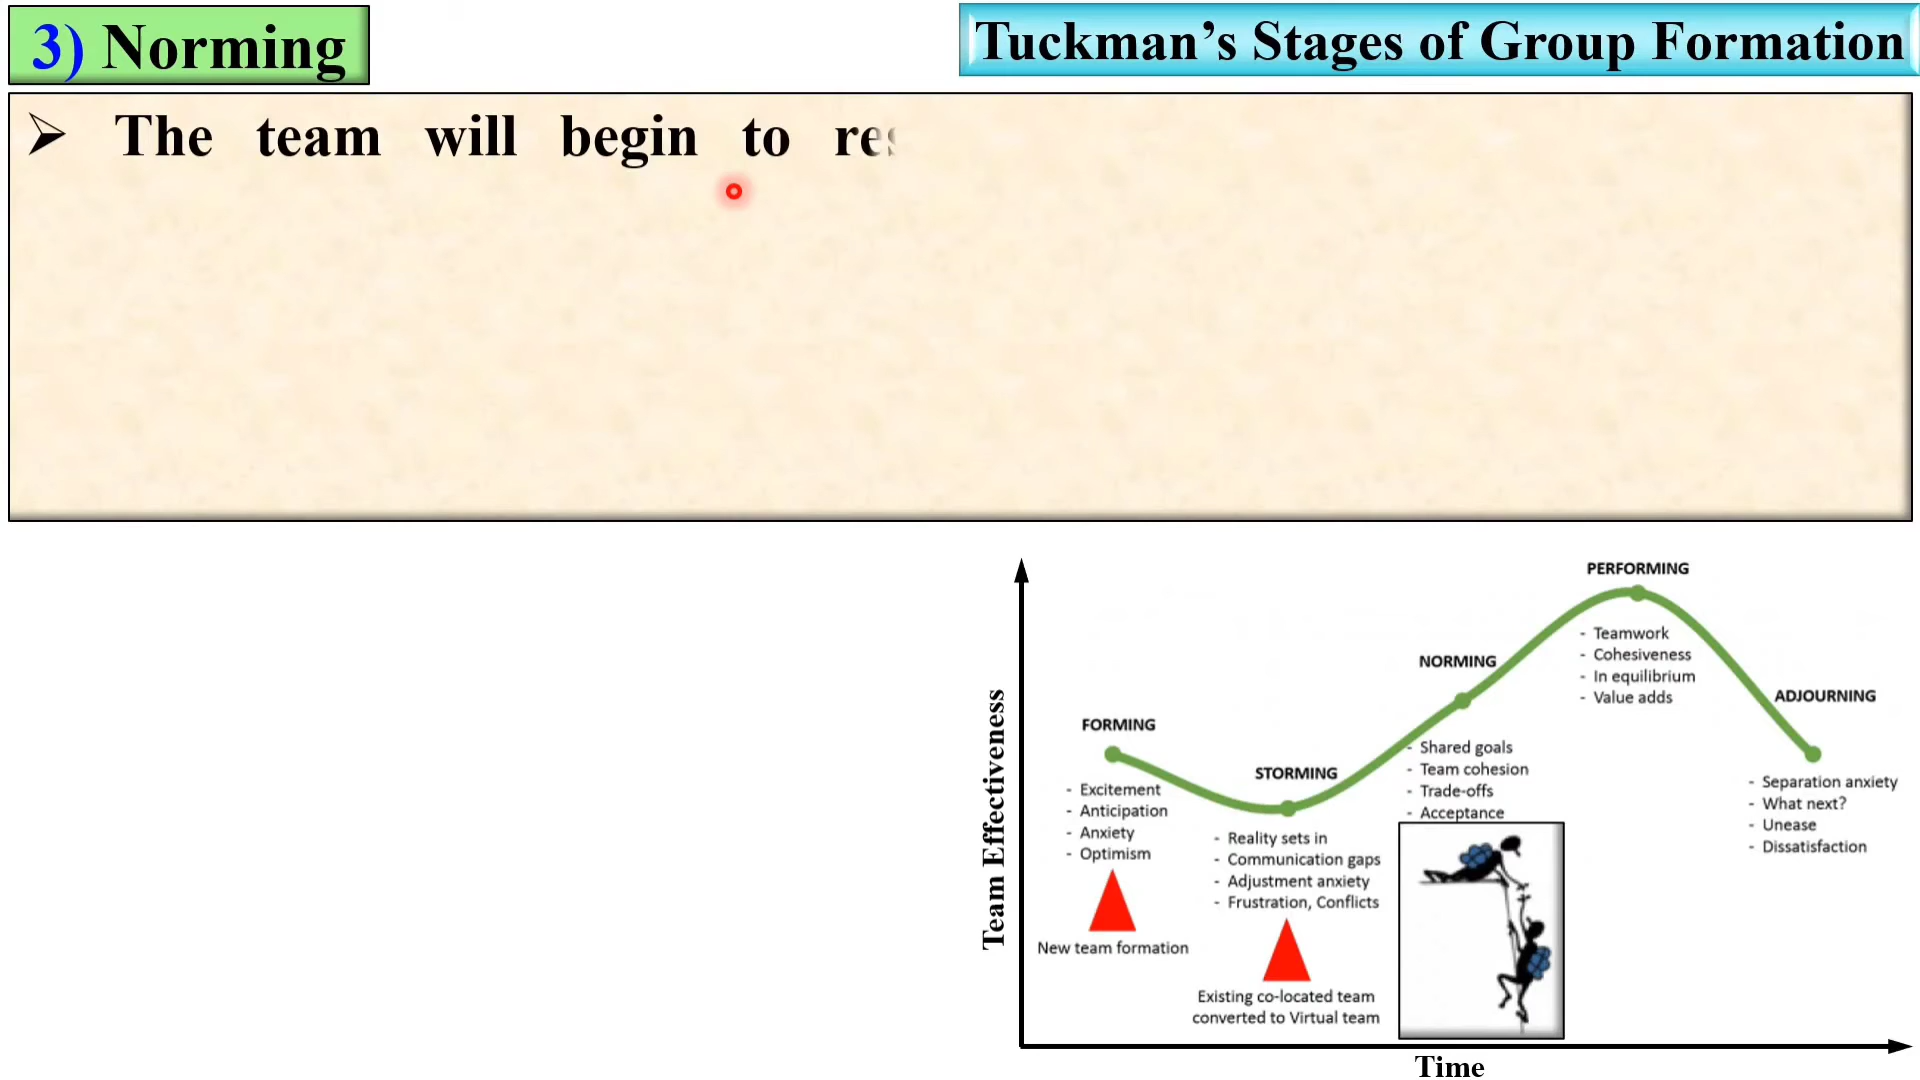 3) Norming
Tuckman’s Stages of Group Formation
➢ The team will begin to
PERFORMING
- Teamwork
- Cohesiveness
- In equilibrium
- Value adds
NORMING
- Shared goals
- Team cohesion
- Trade-offs
- Acceptance
ADJOURNING
- Separation anxiety
- What next?
- Unease
- Dissatisfaction
FORMING
- Excitement
- Anticipation
- Anxiety
- Optimism
New team formation
STORMING
- Reality sets in
- Communication gaps
- Adjustment anxiety
- Frustration, Conflicts
Existing co-located team
converted to Virtual team
Team Effectiveness
Time